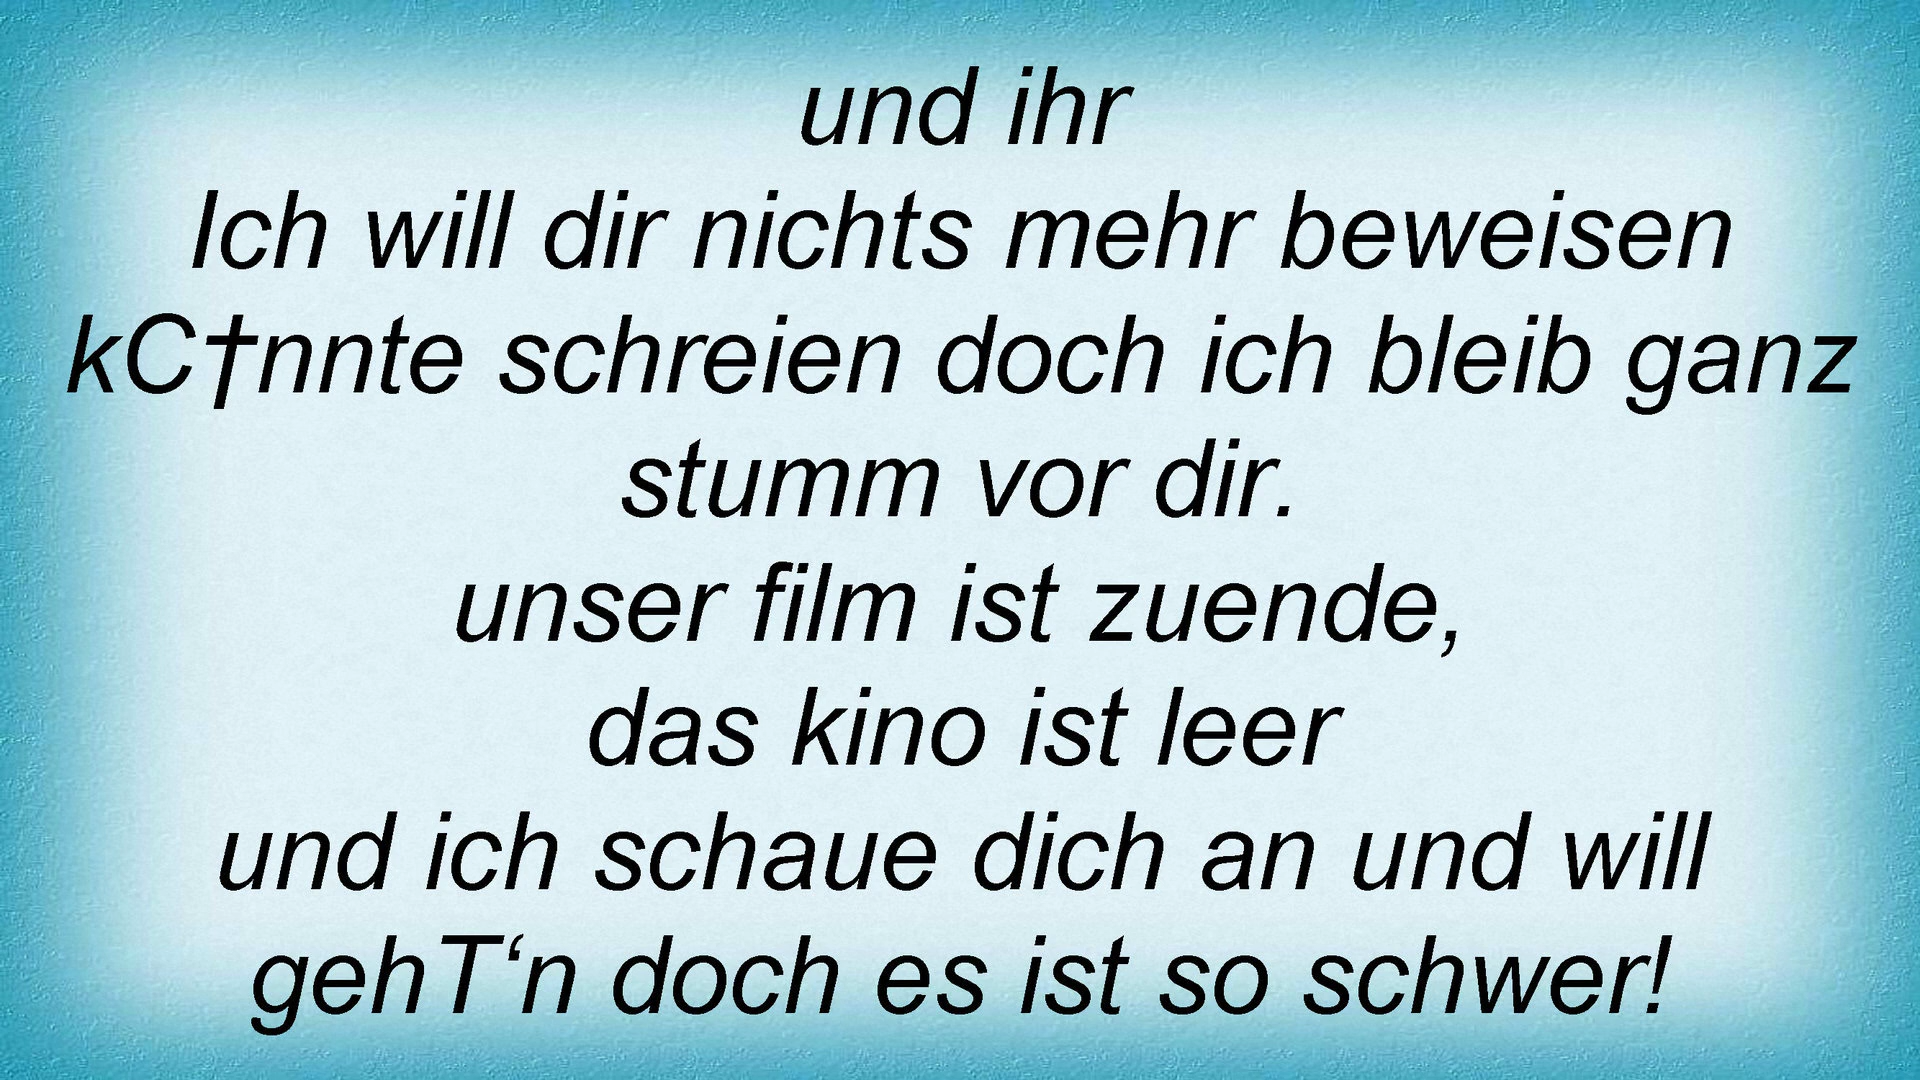 und ihr
Ich will dir nichts mehr beweisen
kC†nnte schreien doch ich bleib ganz
stumm vor dir.
unser film ist zuende,
das kino ist leer
und ich schaue dich an und will
gehT‘n doch es ist so schwer!